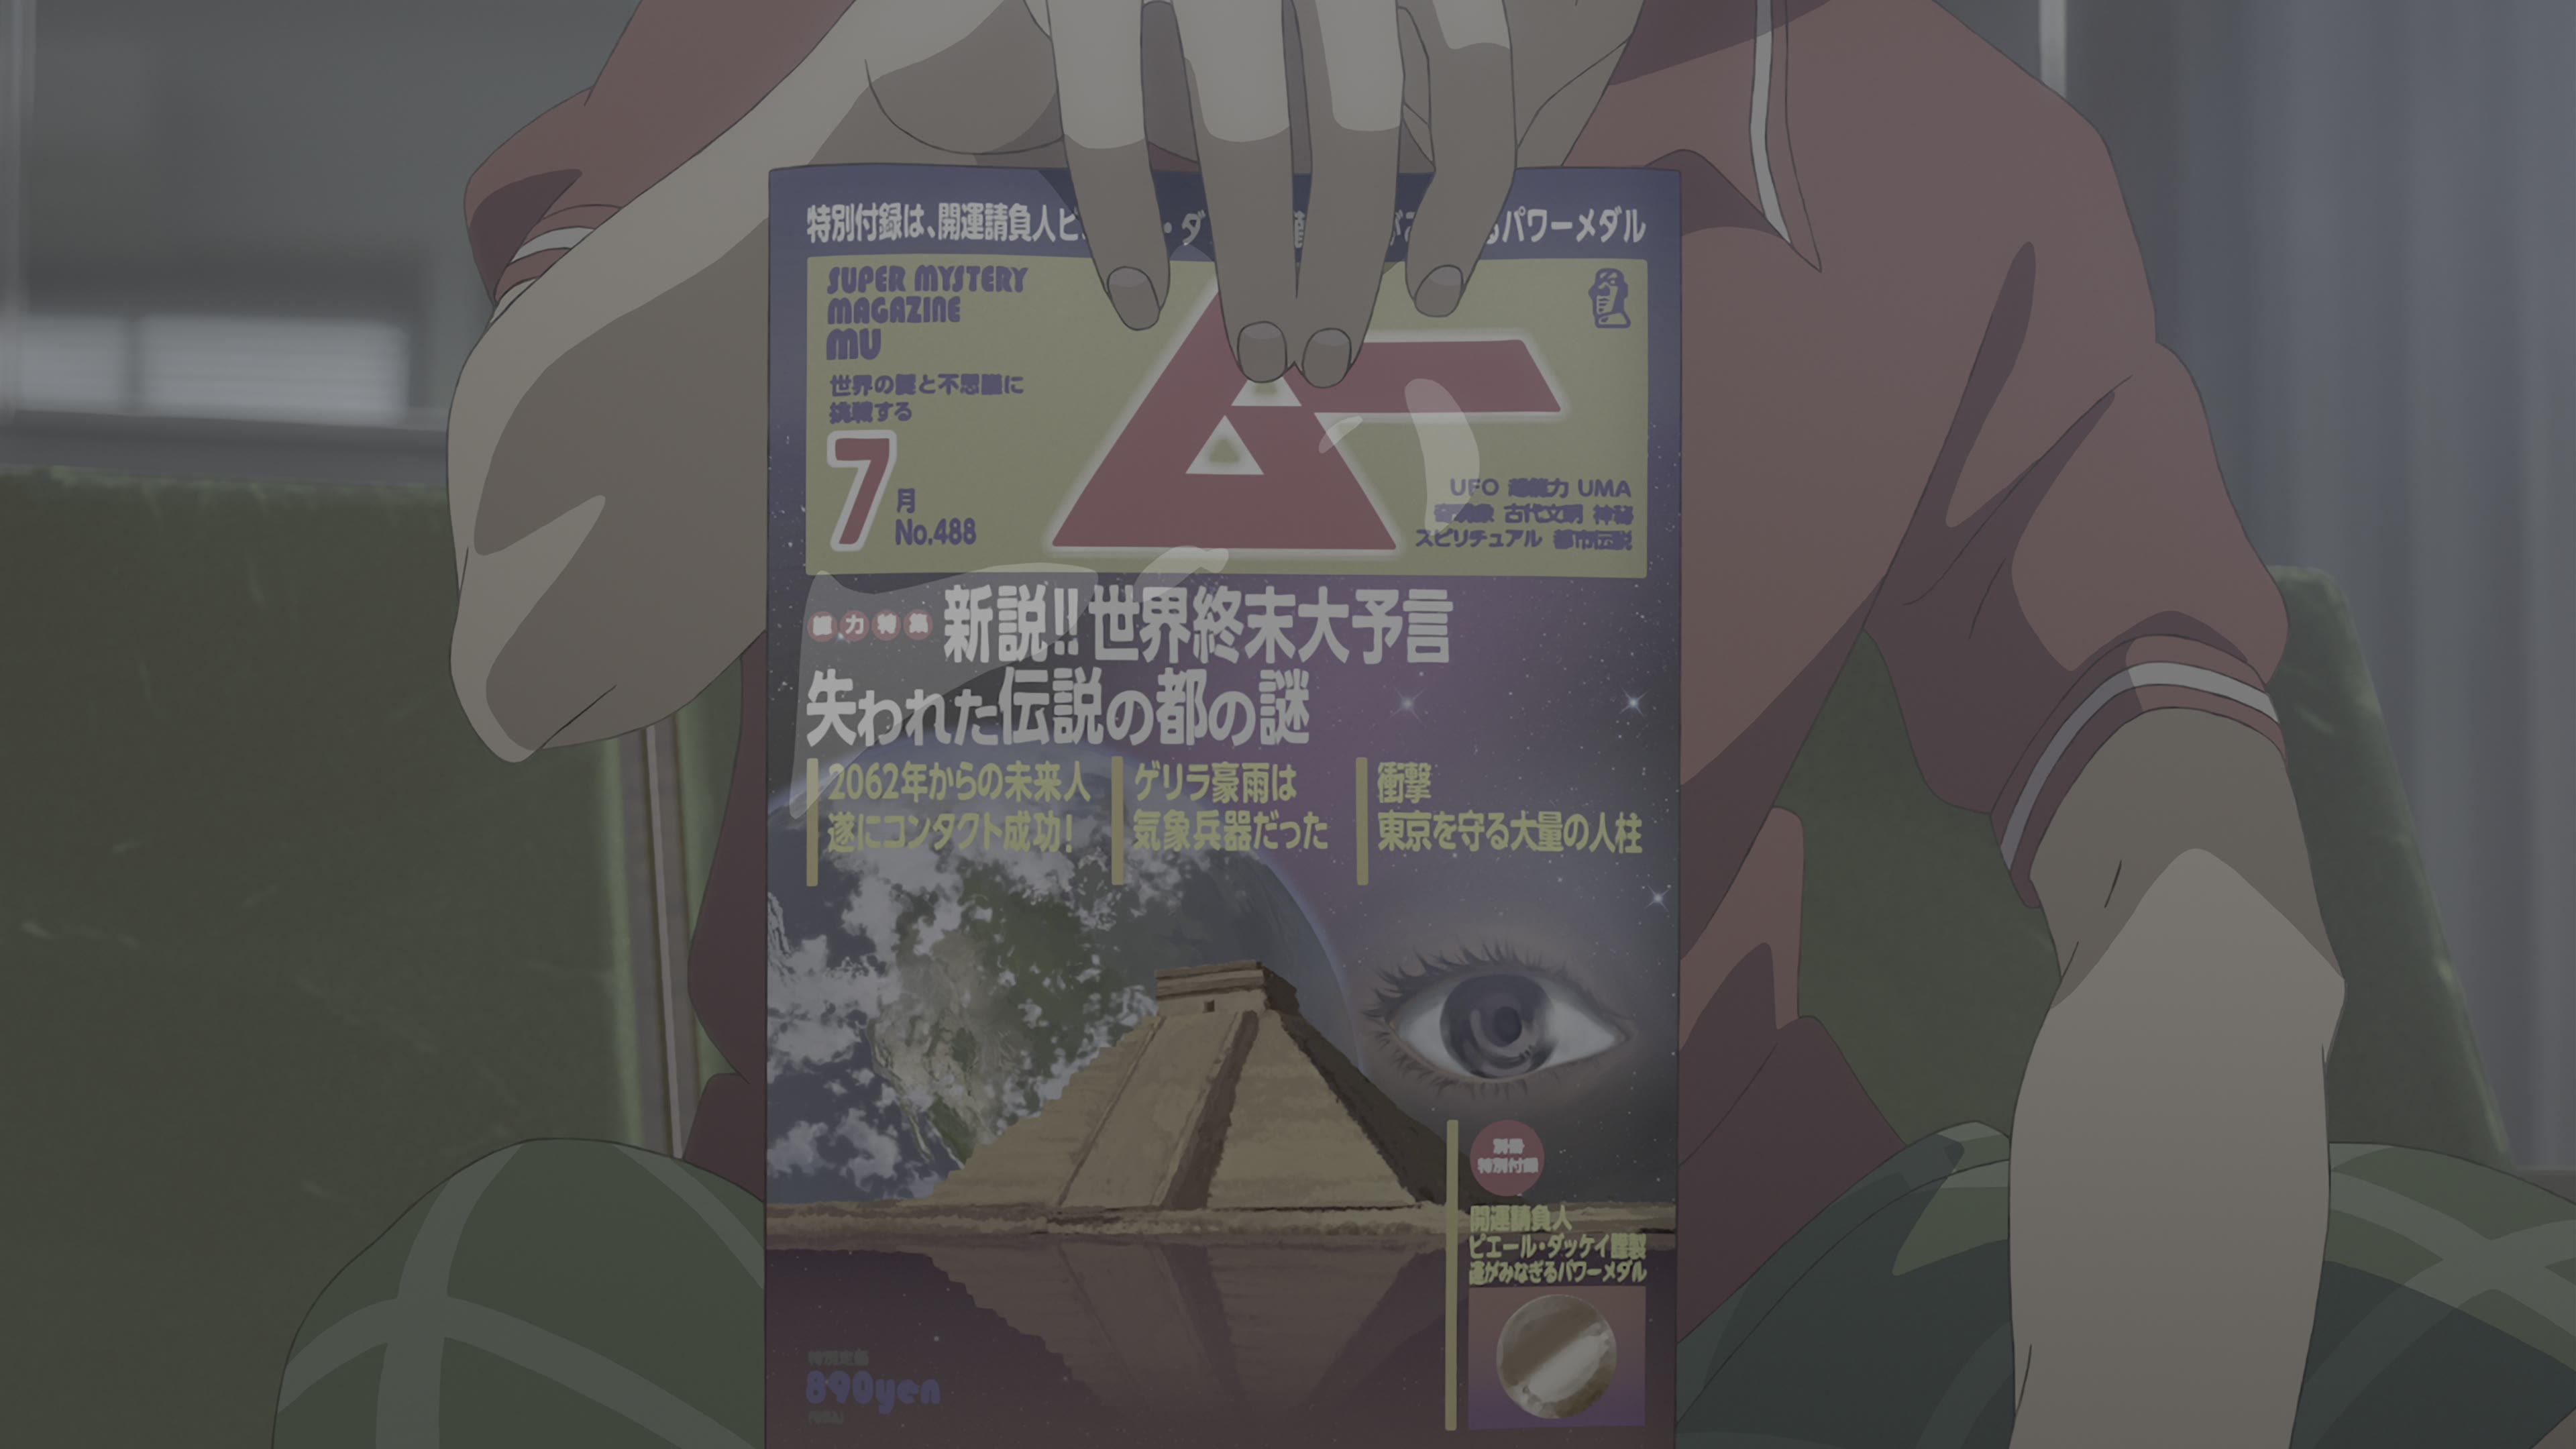 特別付録は、開運請負人ピ
・ダ
パワーメダル
SUPER MYSTERY
MAGAZINE
MU
世界の謎と不思議に
挑戦する
7月
No.488
ムー
UFO 超能力 UMA
古代文明 神秘
スピリチュアル 都市伝説
総力特集 新説!!世界終末大予言
失われた伝説の都の謎
2062年からの未来人
遂にコンタクト成功!
ゲリラ豪雨は
気象兵器だった
衝撃
東京を守る大量の人柱
別冊
特別付録
開運請負人
ピエール・ダッケイ謹製
運がみなぎるパワーメダル
890yen